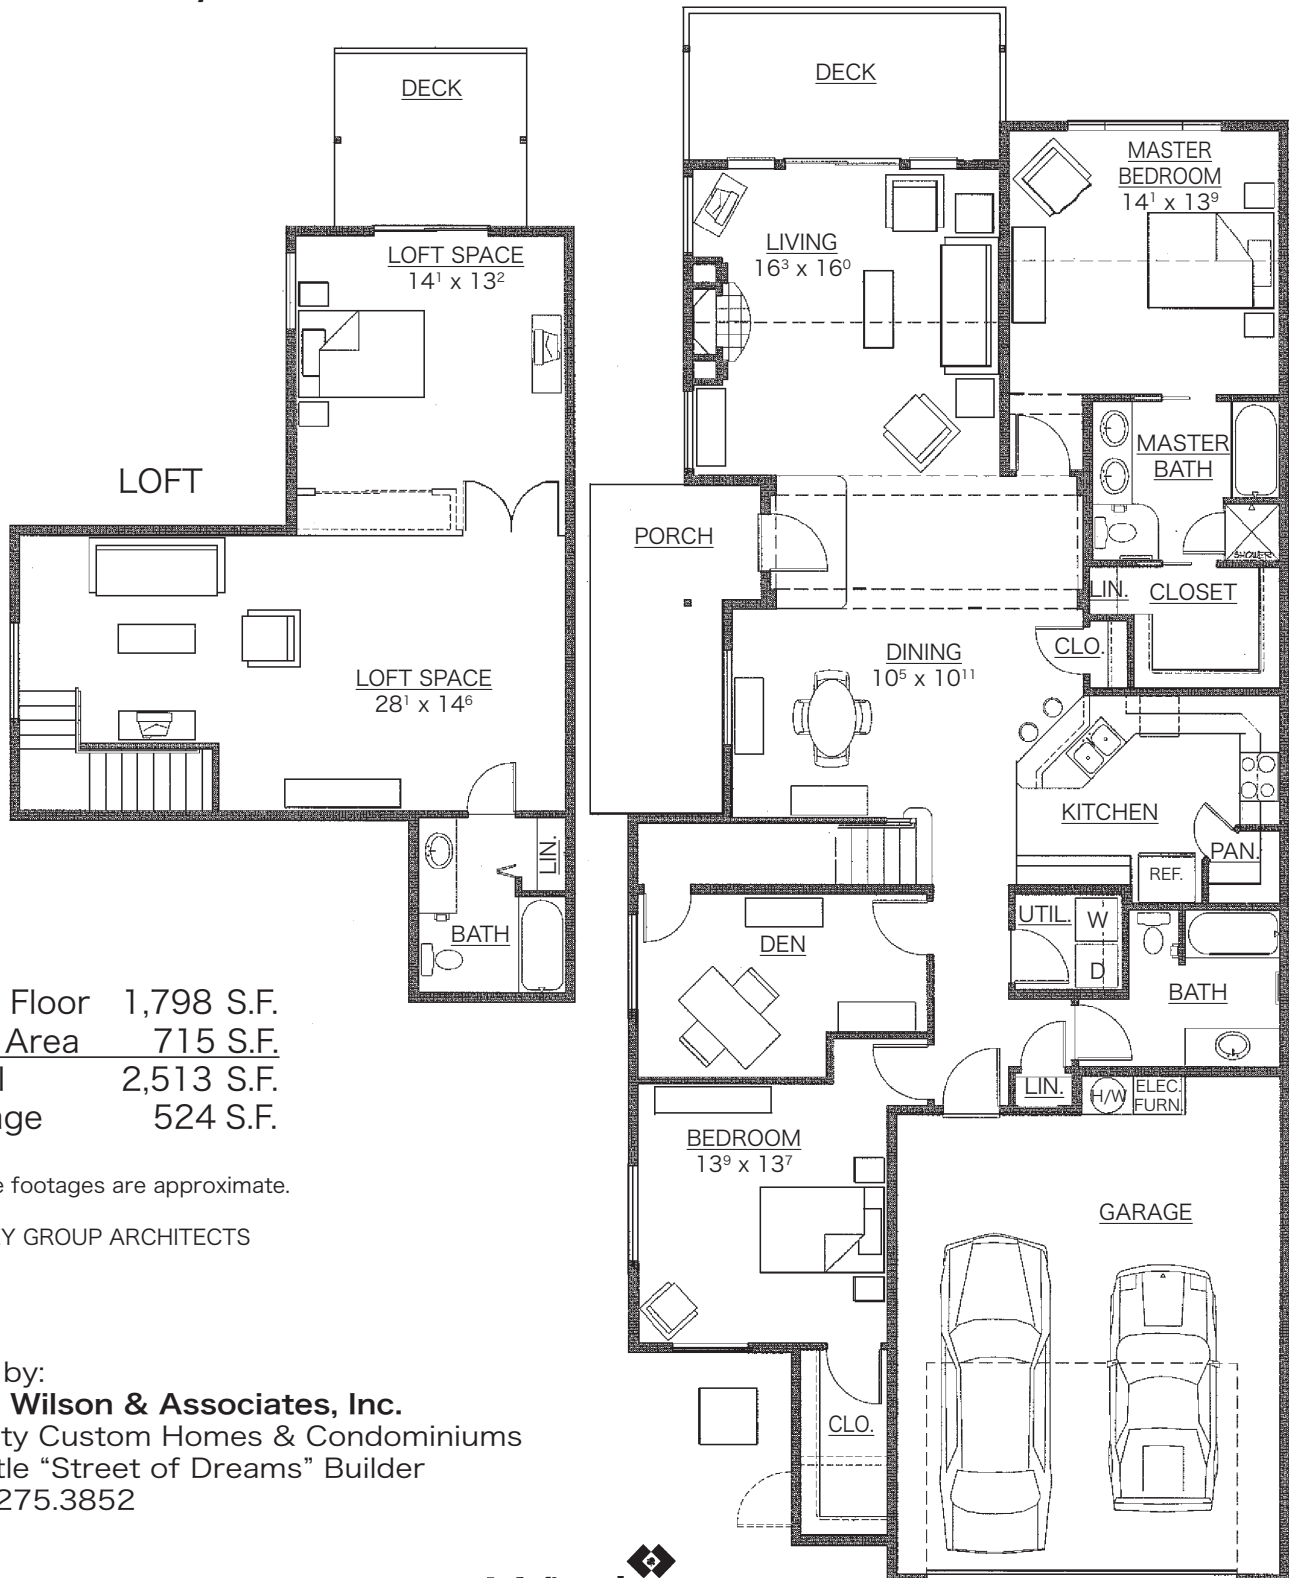 DECK
LOFT SPACE
14¹ x 13²
LOFT
LOFT SPACE
28¹ x 14⁶
LIN.
BATH
DECK
MASTER
BEDROOM
14¹ x 13⁹
LIVING
16³ x 16⁰
MASTER
BATH
SHOWER
PORCH
LIN.
CLOSET
CLO.
DINING
10⁵ x 10¹¹
KITCHEN
PAN.
REF.
UTIL.
W
D
DEN
BATH
LIN.
H/W
ELEC.
FURN.
BEDROOM
13⁹ x 13⁷
GARAGE
CLO.
Floor 1,798 S.F.
Area 715 S.F.
2,513 S.F.
524 S.F.
footages are approximate.
GROUP ARCHITECTS
by:
Wilson & Associates, Inc.
Custom Homes & Condominiums
“Street of Dreams” Builder
275.3852